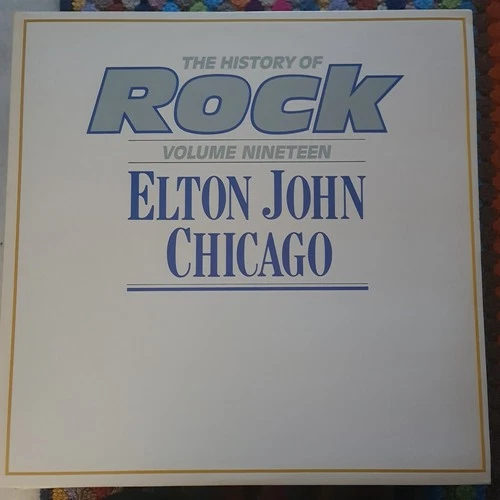 THE HISTORY OF
ROCK
VOLUME NINETEEN
ELTON JOHN
CHICAGO